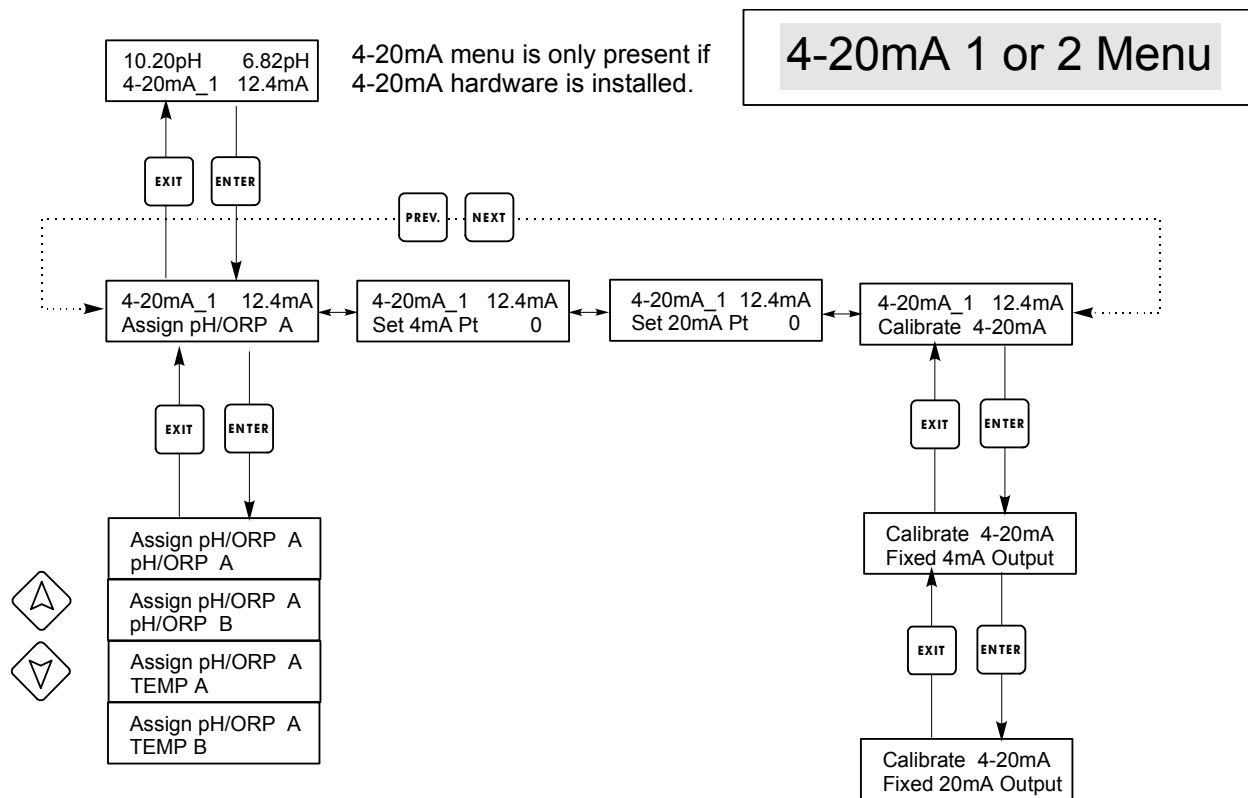 4-20mA 1 or 2 Menu
10.20pH 6.82pH
4-20mA_1 12.4mA
4-20mA menu is only present if
4-20mA hardware is installed.
EXIT
ENTER
PREV.
NEXT
4-20mA_1 12.4mA
Assign pH/ORP A
4-20mA_1 12.4mA
Set 4mA Pt 0
4-20mA_1 12.4mA
Set 20mA Pt 0
4-20mA_1 12.4mA
Calibrate 4-20mA
EXIT
ENTER
EXIT
ENTER
Assign pH/ORP A
pH/ORP A
Assign pH/ORP A
pH/ORP B
Assign pH/ORP A
TEMP A
Assign pH/ORP A
TEMP B
Calibrate 4-20mA
Fixed 4mA Output
EXIT
ENTER
Calibrate 4-20mA
Fixed 20mA Output